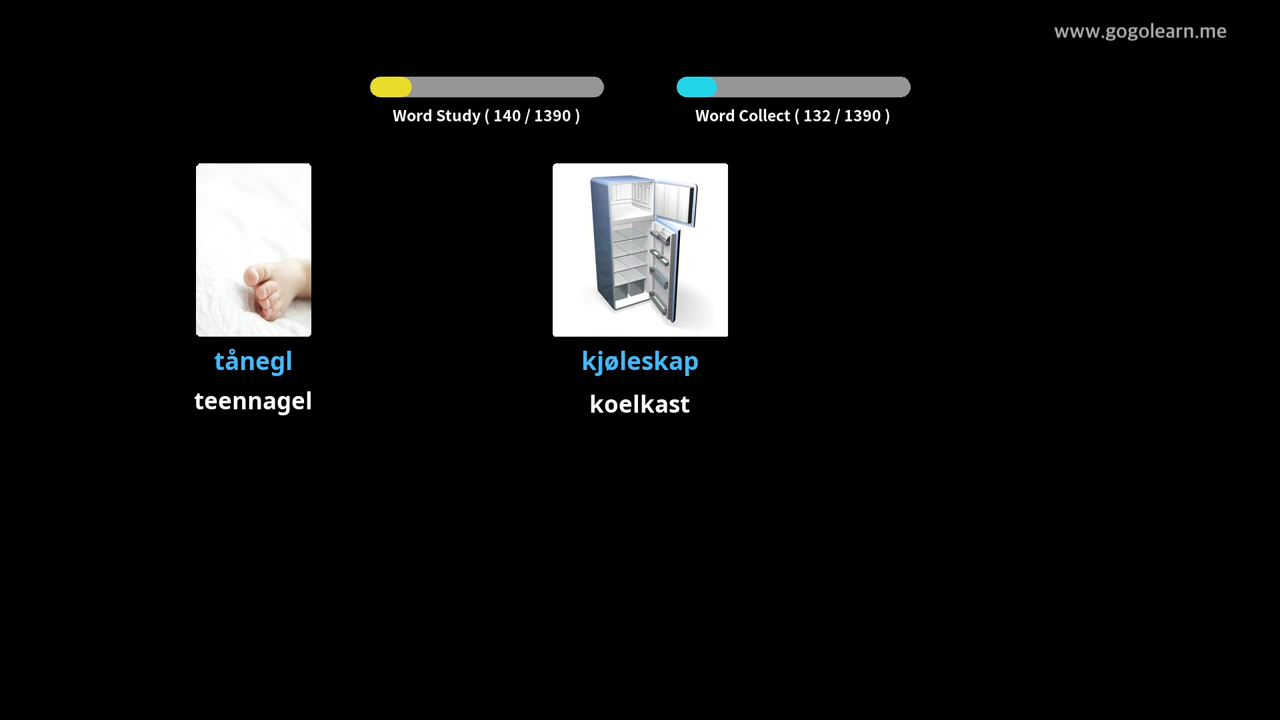 www.gogolearn.me
Word Study ( 140 / 1390 )
Word Collect ( 132 / 1390 )
tånegl
kjøleskap
teennagel
koelkast